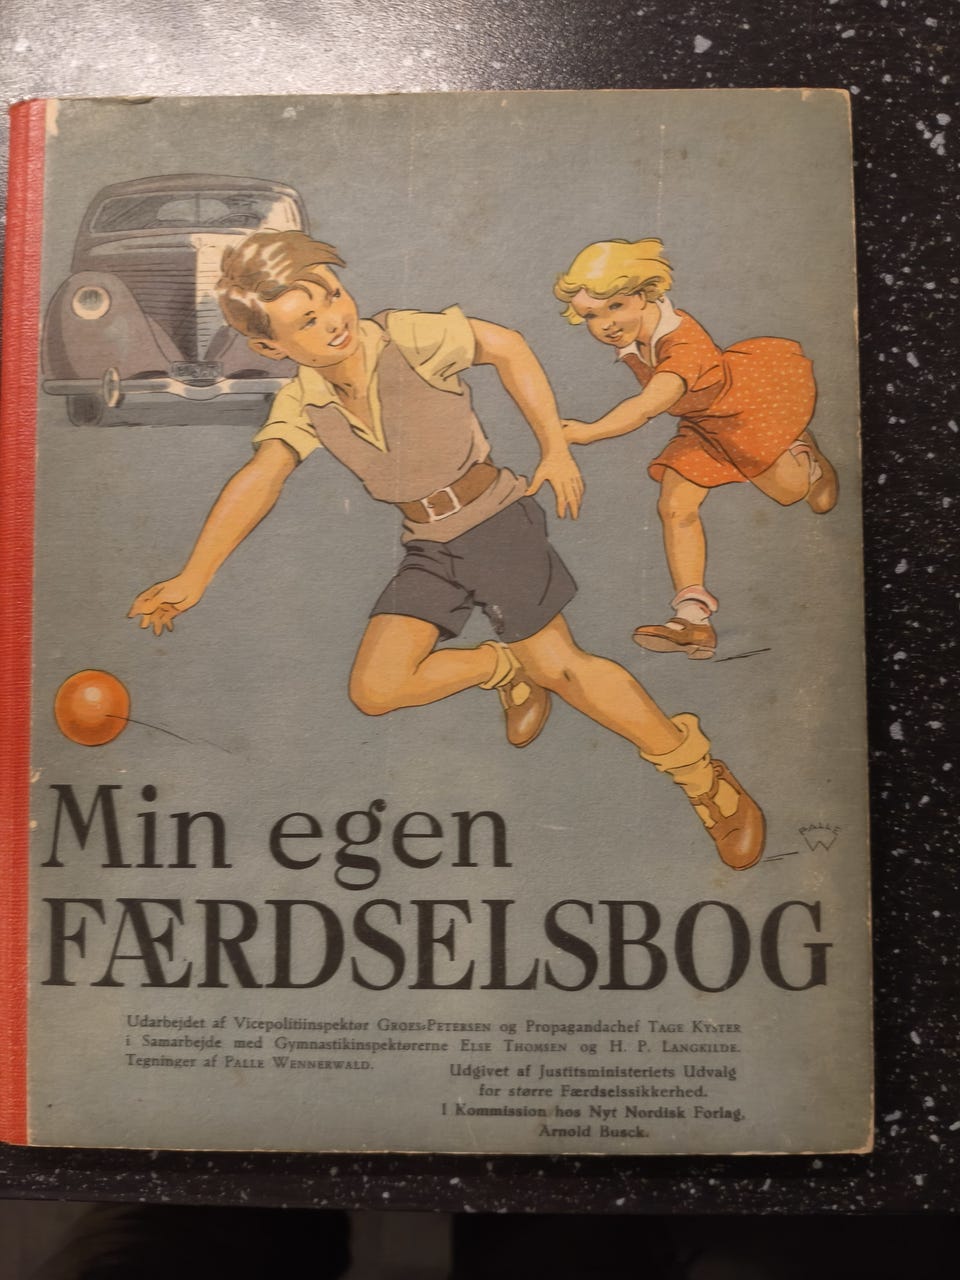 PALLE
W
Min egen
FÆRDSELSBOG
Udarbejdet af Vicepolitiinspektør GROES-PETERSEN og Propagandachef TAGE KYSTER
i Samarbejde med Gymnastikinspektørerne ELSE THOMSEN og H. P. LANGKILDE.
Tegninger af PALLE WENNERWALD.
Udgivet af Justitsministeriets Udvalg
for større Færdselssikkerhed.
I Kommission hos Nyt Nordisk Forlag,
Arnold Busck.